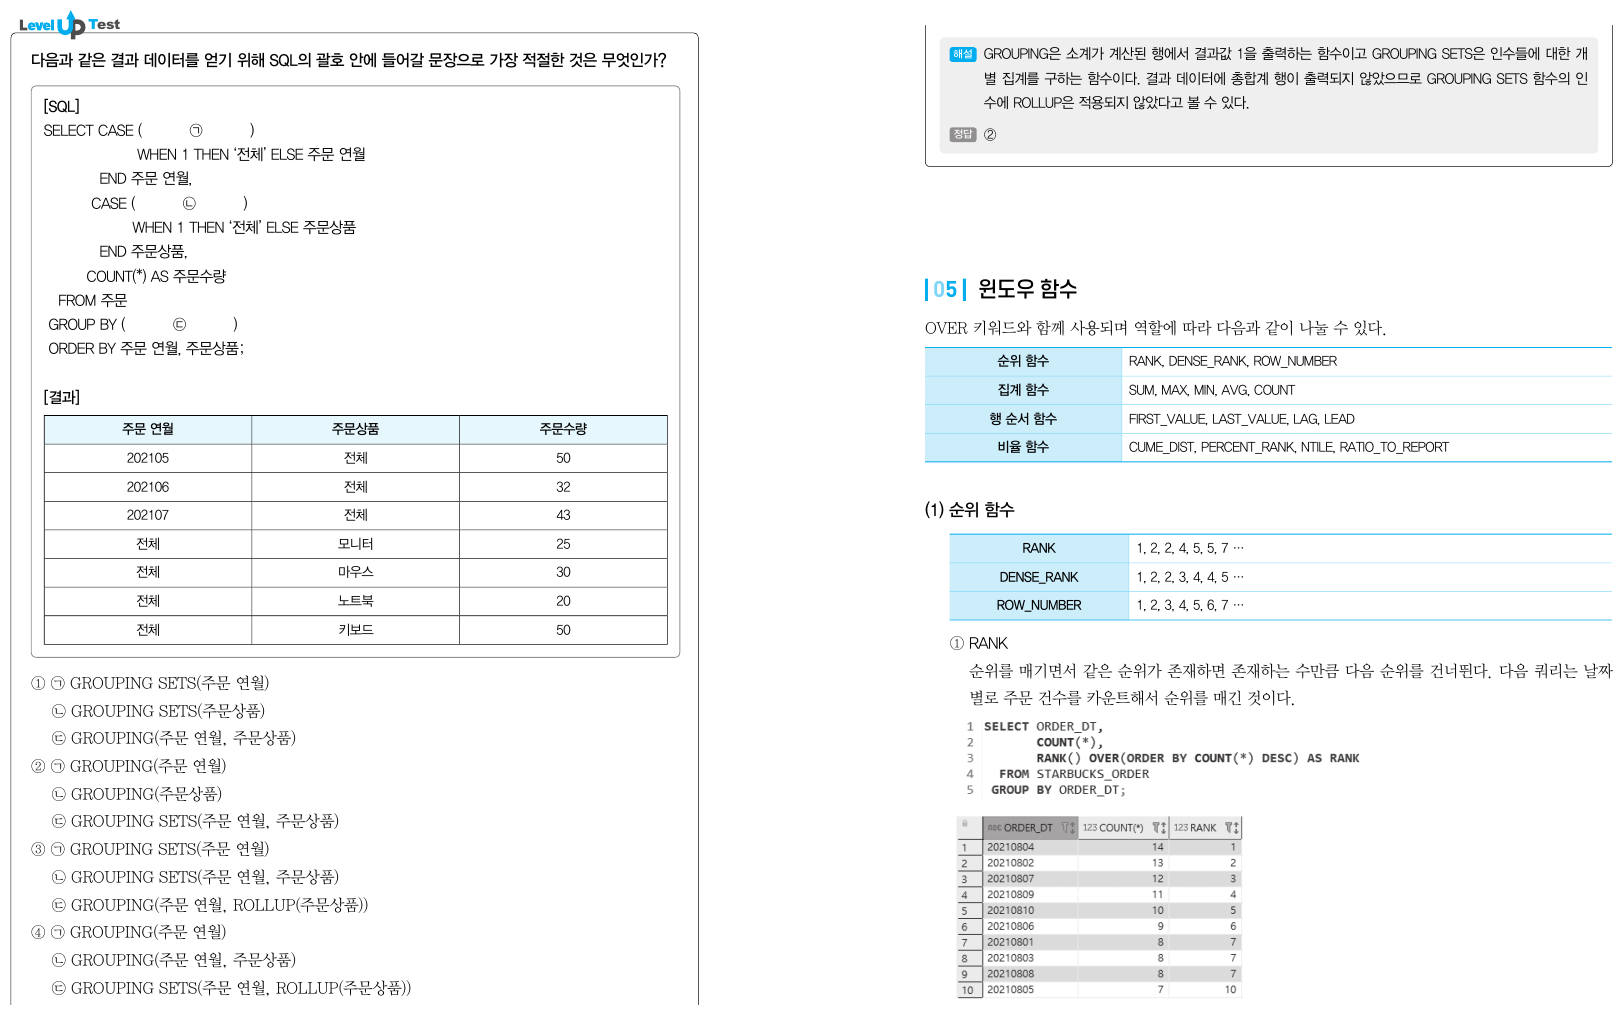 Level Up Test
다음과 같은 결과 데이터를 얻기 위해 SQL의 괄호 안에 들어갈 문장으로 가장 적절한 것은 무엇인가?
[SQL]
SELECT CASE ( ㉠ )
WHEN 1 THEN ‘전체’ ELSE 주문 연월
END 주문 연월,
CASE ( ㉡ )
WHEN 1 THEN ‘전체’ ELSE 주문상품
END 주문상품,
COUNT(*) AS 주문수량
FROM 주문
GROUP BY ( ㉢ )
ORDER BY 주문 연월, 주문상품;
[결과]
주문 연월 주문상품 주문수량
202105 전체 50
202106 전체 32
202107 전체 43
전체 모니터 25
전체 마우스 30
전체 노트북 20
전체 키보드 50
① ㉠ GROUPING SETS(주문 연월)
㉡ GROUPING SETS(주문상품)
㉢ GROUPING(주문 연월, 주문상품)
② ㉠ GROUPING(주문 연월)
㉡ GROUPING(주문상품)
㉢ GROUPING SETS(주문 연월, 주문상품)
③ ㉠ GROUPING SETS(주문 연월)
㉡ GROUPING SETS(주문 연월, 주문상품)
㉢ GROUPING(주문 연월, ROLLUP(주문상품))
④ ㉠ GROUPING(주문 연월)
㉡ GROUPING(주문 연월, 주문상품)
㉢ GROUPING SETS(주문 연월, ROLLUP(주문상품))
해설 GROUPING은 소계가 계산된 행에서 결과값 1을 출력하는 함수이고 GROUPING SETS은 인수들에 대한 개
별 집계를 구하는 함수이다. 결과 데이터에 총합계 행이 출력되지 않았으므로 GROUPING SETS 함수의 인
수에 ROLLUP은 적용되지 않았다고 볼 수 있다.
정답 ②
05 윈도우 함수
OVER 키워드와 함께 사용되며 역할에 따라 다음과 같이 나눌 수 있다.
순위 함수 RANK, DENSE_RANK, ROW_NUMBER
집계 함수 SUM, MAX, MIN, AVG, COUNT
행 순서 함수 FIRST_VALUE, LAST_VALUE, LAG, LEAD
비율 함수 CUME_DIST, PERCENT_RANK, NTILE, RATIO_TO_REPORT
(1) 순위 함수
RANK 1, 2, 2, 4, 5, 5, 7 ⋯
DENSE_RANK 1, 2, 2, 3, 4, 4, 5 ⋯
ROW_NUMBER 1, 2, 3, 4, 5, 6, 7 ⋯
① RANK
순위를 매기면서 같은 순위가 존재하면 존재하는 수만큼 다음 순위를 건너뛴다. 다음 쿼리는 날짜
별로 주문 건수를 카운트해서 순위를 매긴 것이다.
1 SELECT ORDER_DT,
2 COUNT(*),
3 RANK() OVER(ORDER BY COUNT(*) DESC) AS RANK
4 FROM STARBUCKS_ORDER
5 GROUP BY ORDER_DT;
ABC ORDER_DT 123 COUNT(*) 123 RANK
1 20210804 14 1
2 20210802 13 2
3 20210807 12 3
4 20210809 11 4
5 20210810 10 5
6 20210806 9 6
7 20210801 8 7
8 20210803 8 7
9 20210808 8 7
10 20210805 7 10